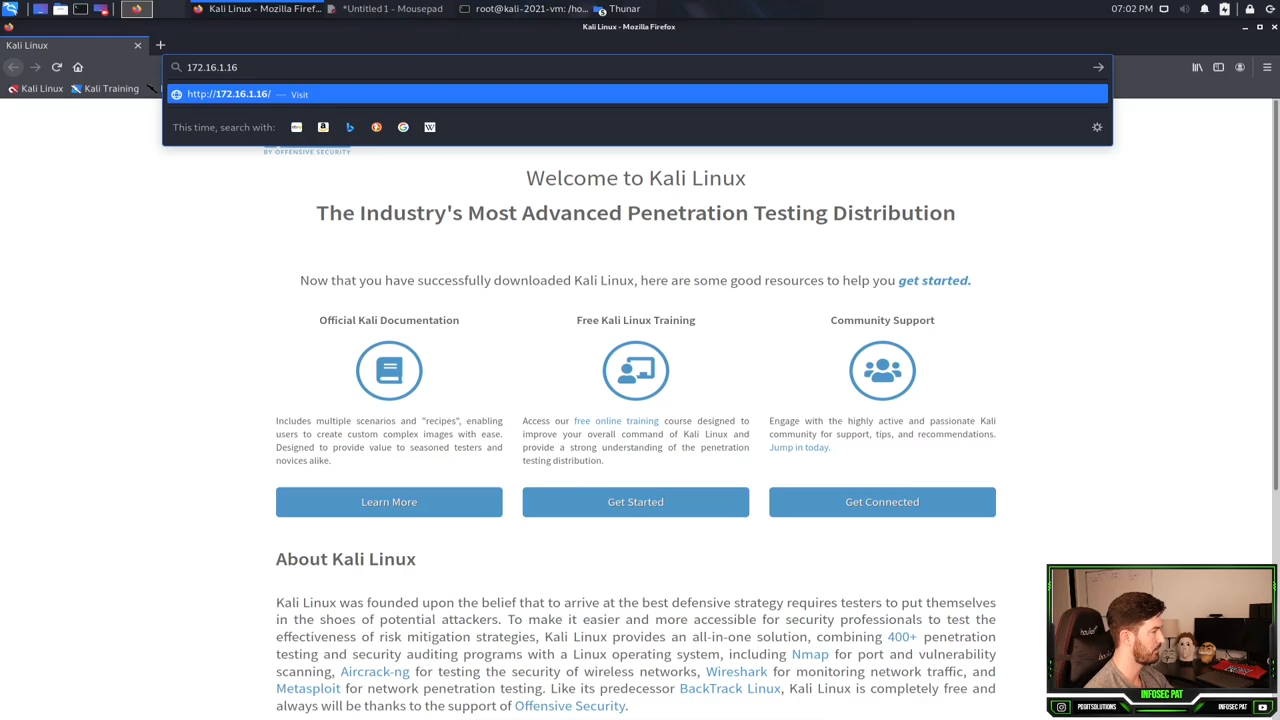 Kali Linux - Mozilla Firef...
*Untitled 1 - Mousepad
root@kali-2021-vm: /ho...
Thunar
07:02 PM
Kali Linux - Mozilla Firefox
Kali Linux
172.16.1.16
Kali Linux
Kali Training
http://172.16.1.16/ — Visit
This time, search with:
BY OFFENSIVE SECURITY
Welcome to Kali Linux
The Industry's Most Advanced Penetration Testing Distribution
Now that you have successfully downloaded Kali Linux, here are some good resources to help you get started.
Official Kali Documentation
Includes multiple scenarios and "recipes", enabling
users to create custom complex images with ease.
Designed to provide value to seasoned testers and
novices alike.
Learn More
Free Kali Linux Training
Access our free online training course designed to
improve your overall command of Kali Linux and
provide a strong understanding of the penetration
testing distribution.
Get Started
Community Support
Engage with the highly active and passionate Kali
community for support, tips, and recommendations.
Jump in today.
Get Connected
About Kali Linux
Kali Linux was founded upon the belief that to arrive at the best defensive strategy requires testers to put themselves
in the shoes of potential attackers. To make it easier and more accessible for security professionals to test the
effectiveness of risk mitigation strategies, Kali Linux provides an all-in-one solution, combining 400+ penetration
testing and security auditing programs with a Linux operating system, including Nmap for port and vulnerability
scanning, Aircrack-ng for testing the security of wireless networks, Wireshark for monitoring network traffic, and
Metasploit for network penetration testing. Like its predecessor BackTrack Linux, Kali Linux is completely free and
always will be thanks to the support of Offensive Security.
INFOSEC PAT
PGGITSOLUTIONS
INFOSEC PAT